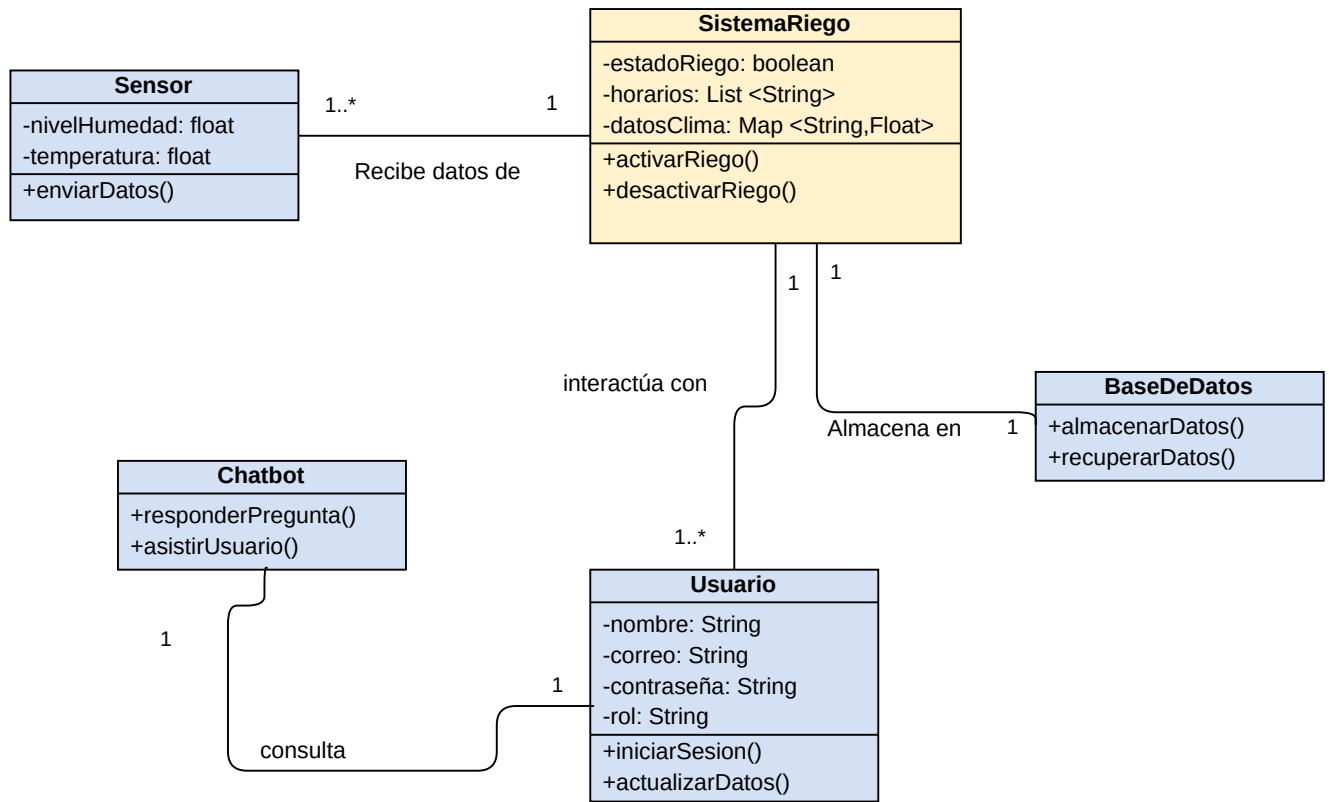 SistemaRiego
-estadoRiego: boolean
-horarios: List <String>
-datosClima: Map <String,Float>
+activarRiego()
+desactivarRiego()
Sensor
-nivelHumedad: float
-temperatura: float
+enviarDatos()
1..*
1
Recibe datos de
1
1
interactúa con
Almacena en
1
BaseDeDatos
+almacenarDatos()
+recuperarDatos()
Chatbot
+responderPregunta()
+asistirUsuario()
1..*
Usuario
-nombre: String
-correo: String
-contraseña: String
-rol: String
+iniciarSesion()
+actualizarDatos()
1
1
consulta